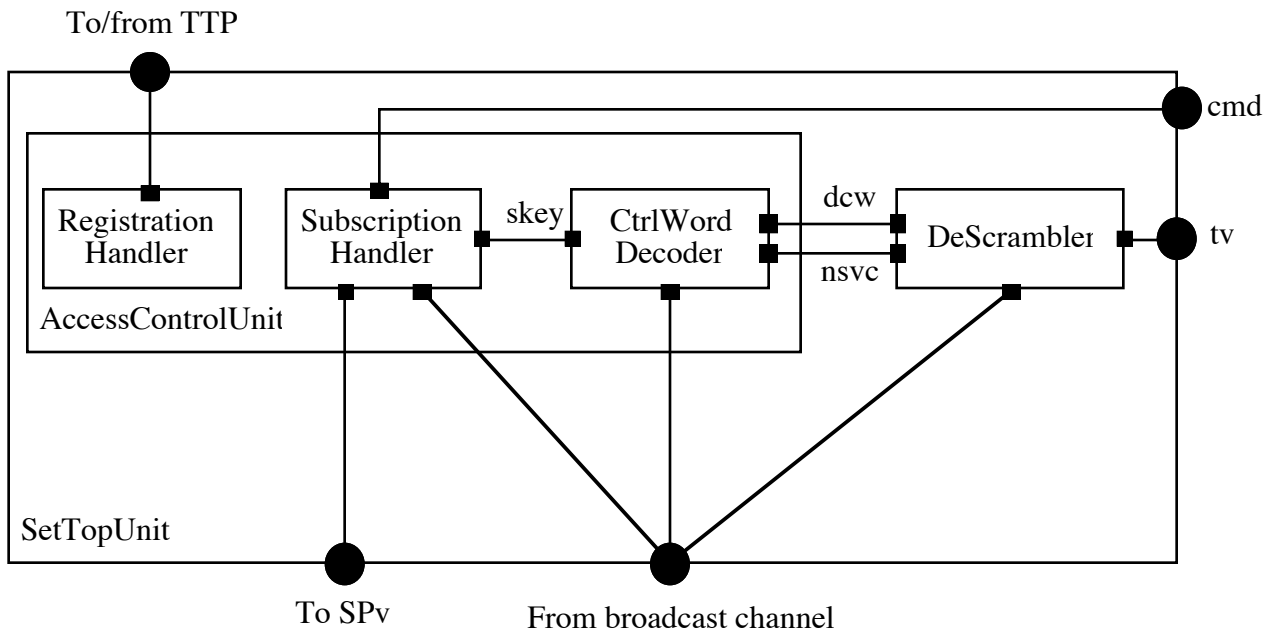 To/from TTP
cmd
Registration
Handler
Subscription
Handler
skey
CtrlWord
Decoder
dcw
nsvc
DeScrambler
tv
AccessControlUnit
SetTopUnit
To SPv
From broadcast channel